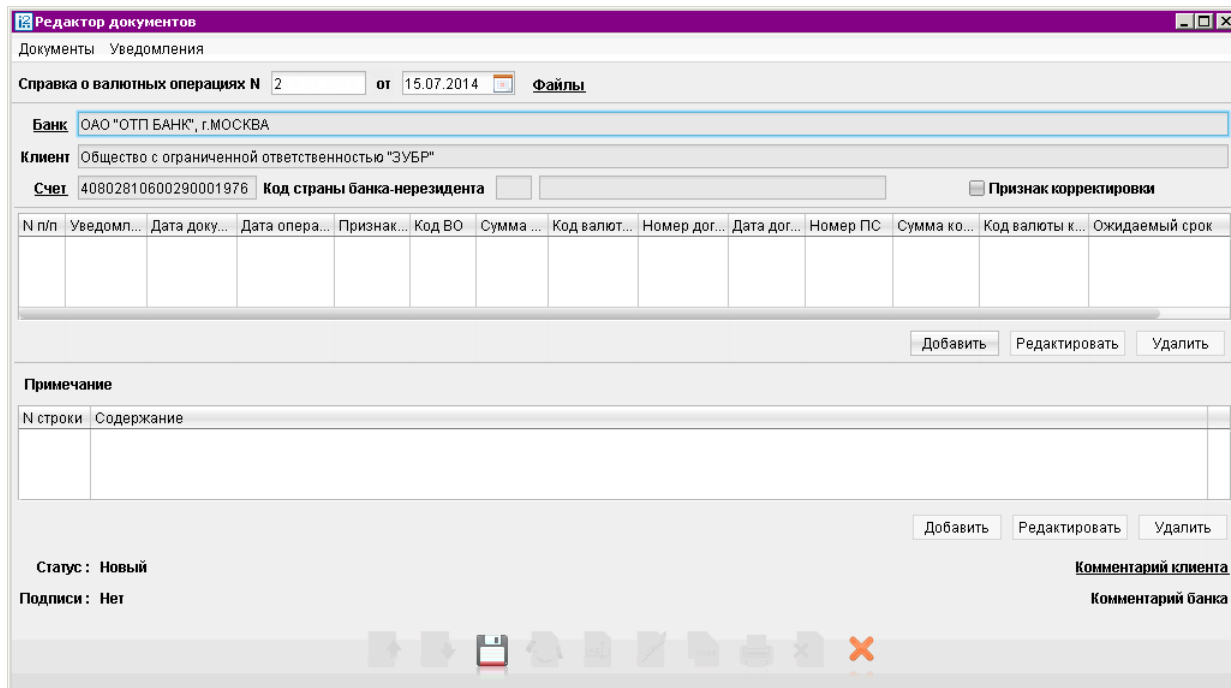 Редактор документов
Документы Уведомления
Справка о валютных операциях N 2 от 15.07.2014 Файлы
Банк ОАО "ОТП БАНК", г.МОСКВА
Клиент Общество с ограниченной ответственностью "ЗУБР"
Счет 40802810600290001976 Код страны банка-нерезидента Признак корректировки
N п/п Уведомл... Дата доку... Дата опера... Признак... Код ВО Сумма ... Код валют... Номер дог... Дата дог... Номер ПС Сумма ко... Код валюты к... Ожидаемый срок
Добавить Редактировать Удалить
Примечание
N строки Содержание
Добавить Редактировать Удалить
Статус : Новый Комментарий клиента
Подписи : Нет Комментарий банка